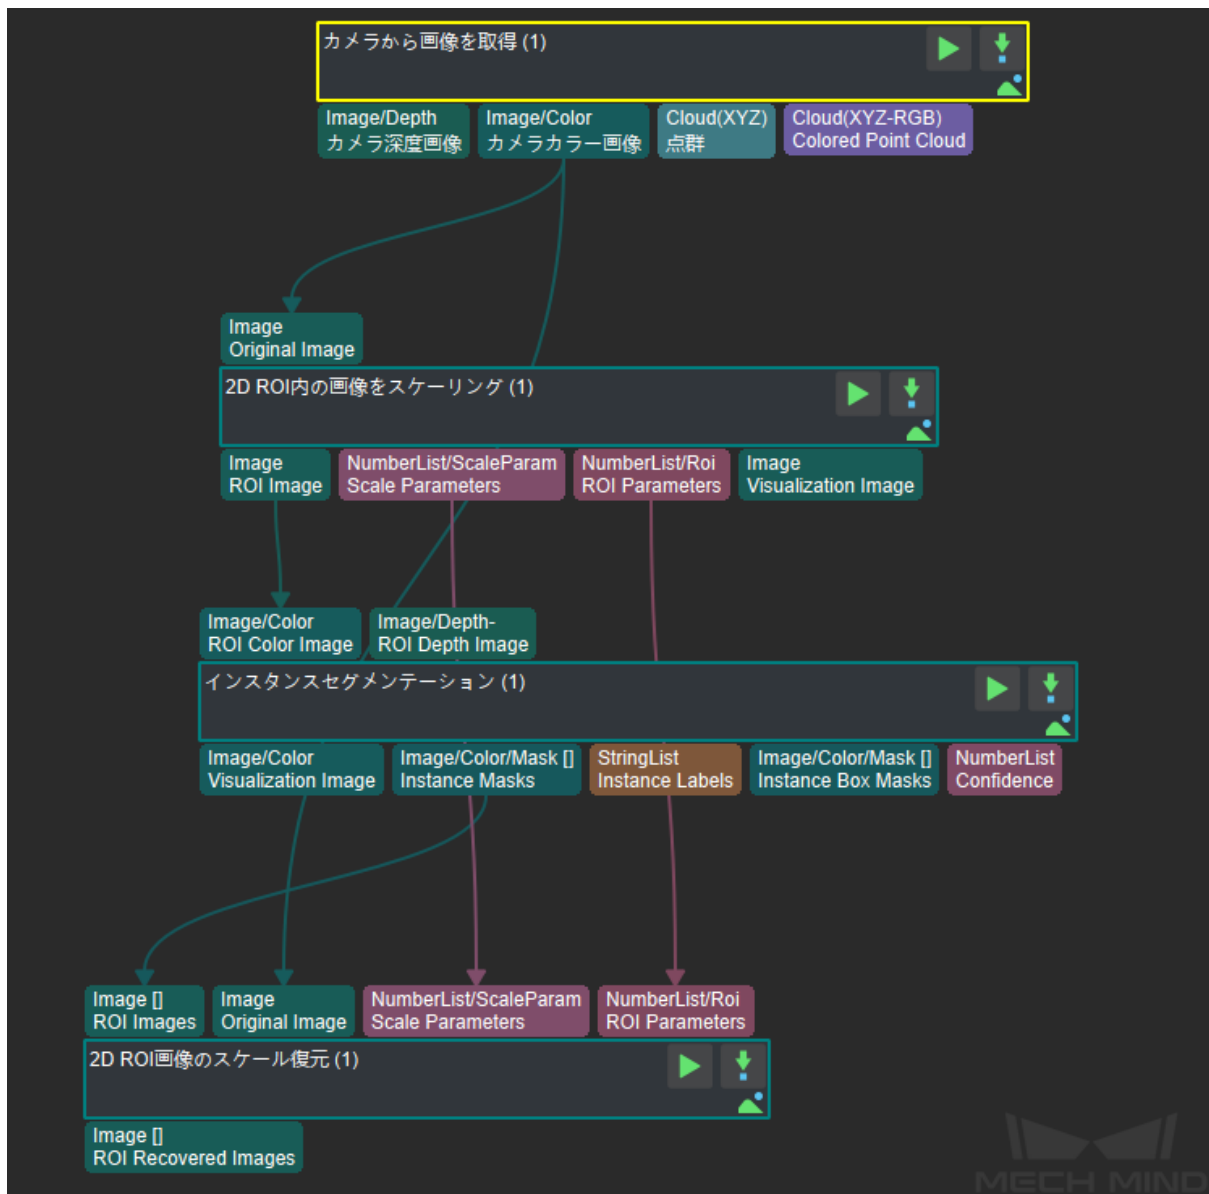 カメラから画像を取得 (1)
Image/Depth
カメラ深度画像
Image/Color
カメラカラー画像
Cloud(XYZ)
点群
Cloud(XYZ-RGB)
Colored Point Cloud
Image
Original Image
2D ROI内の画像をスケーリング (1)
Image
ROI Image
NumberList/ScaleParam
Scale Parameters
NumberList/Roi
ROI Parameters
Image
Visualization Image
Image/Color
ROI Color Image
Image/Depth-
ROI Depth Image
インスタンスセグメンテーション (1)
Image/Color
Visualization Image
Image/Color/Mask []
Instance Masks
StringList
Instance Labels
Image/Color/Mask []
Instance Box Masks
NumberList
Confidence
Image []
ROI Images
Image
Original Image
NumberList/ScaleParam
Scale Parameters
NumberList/Roi
ROI Parameters
2D ROI画像のスケール復元 (1)
Image []
ROI Recovered Images
MECH MIND